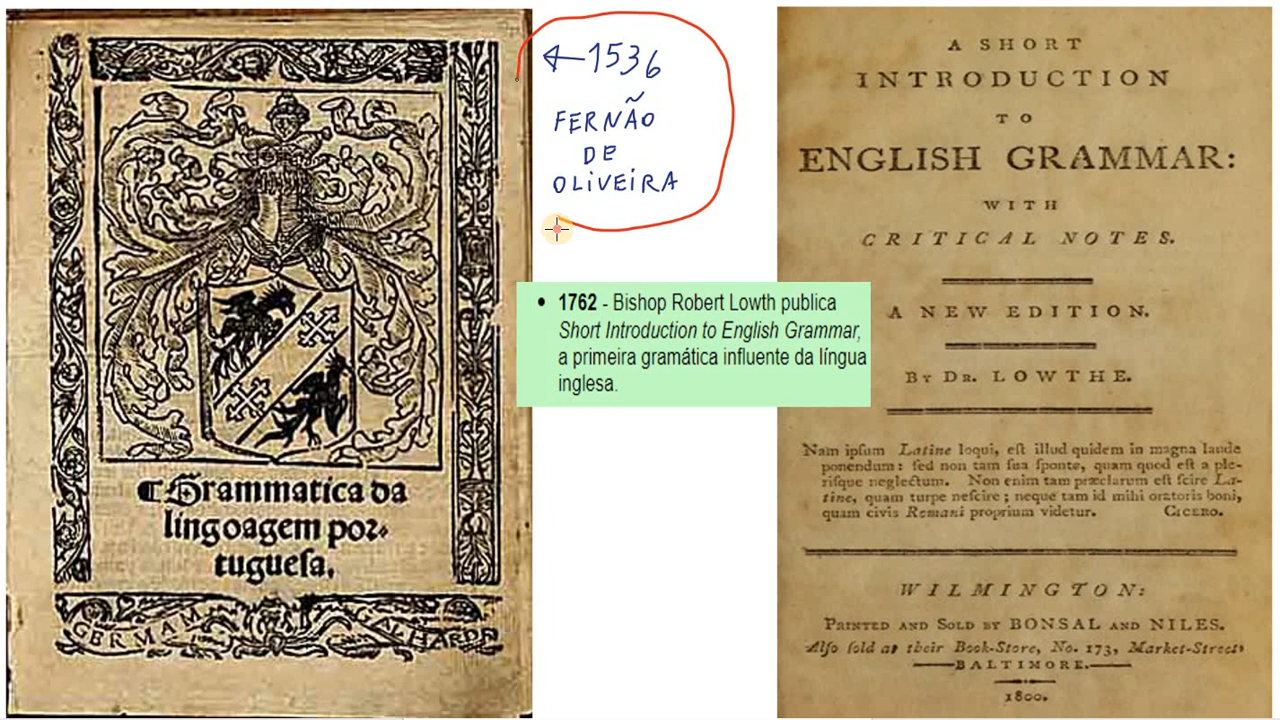 Grammatica da
lingoagem por-
tuguesa.
GERMAM GALHARDE
←1536
FERNÃO
DE
OLIVEIRA
• 1762 - Bishop Robert Lowth publica
Short Introduction to English Grammar,
a primeira gramática influente da língua
inglesa.
A SHORT
INTRODUCTION
TO
ENGLISH GRAMMAR:
WITH
CRITICAL NOTES.
A NEW EDITION.
BY DR. LOWTHE.
Nam ipſum Latine loqui, eſt illud quidem in magna laude
ponendum: ſed non tam ſua ſponte, quam quod eſt a ple-
riſque neglectum. Non enim tam præclarum eſt ſcire La-
tine, quam turpe neſcire; neque tam id mihi oratoris boni,
quam civis Romani proprium videtur. CICERO.
WILMINGTON:
PRINTED AND SOLD BY BONSAL AND NILES.
Alſo ſold at their Book-Store, No. 173, Market-Street,
BALTIMORE.
1800.